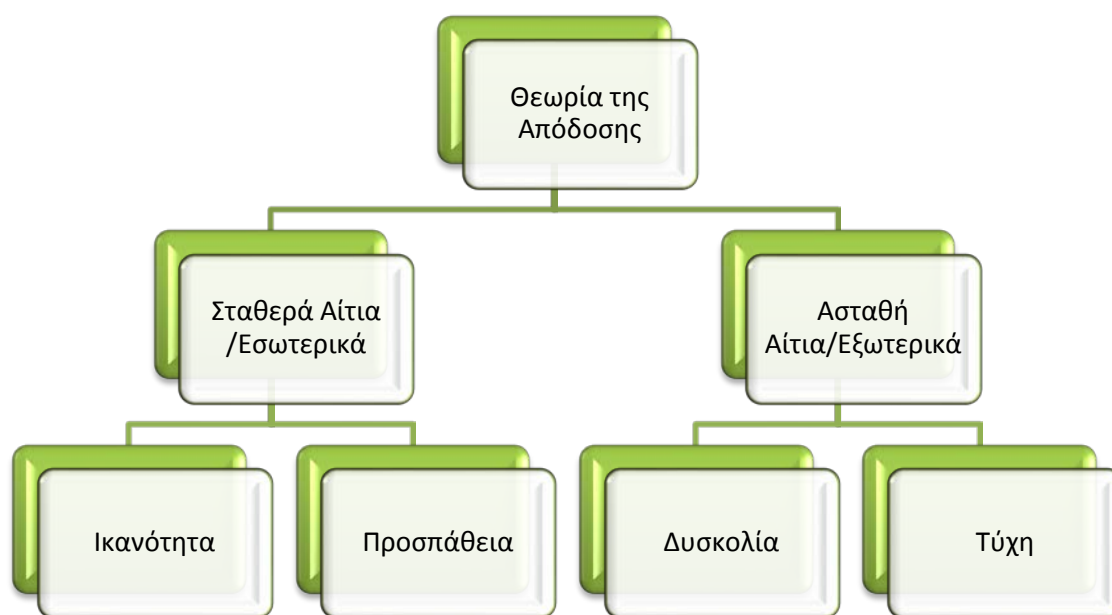 Θεωρία της
Απόδοσης
Σταθερά Αίτια
/Εσωτερικά
Ασταθή
Αίτια/Εξωτερικά
Ικανότητα
Προσπάθεια
Δυσκολία
Τύχη